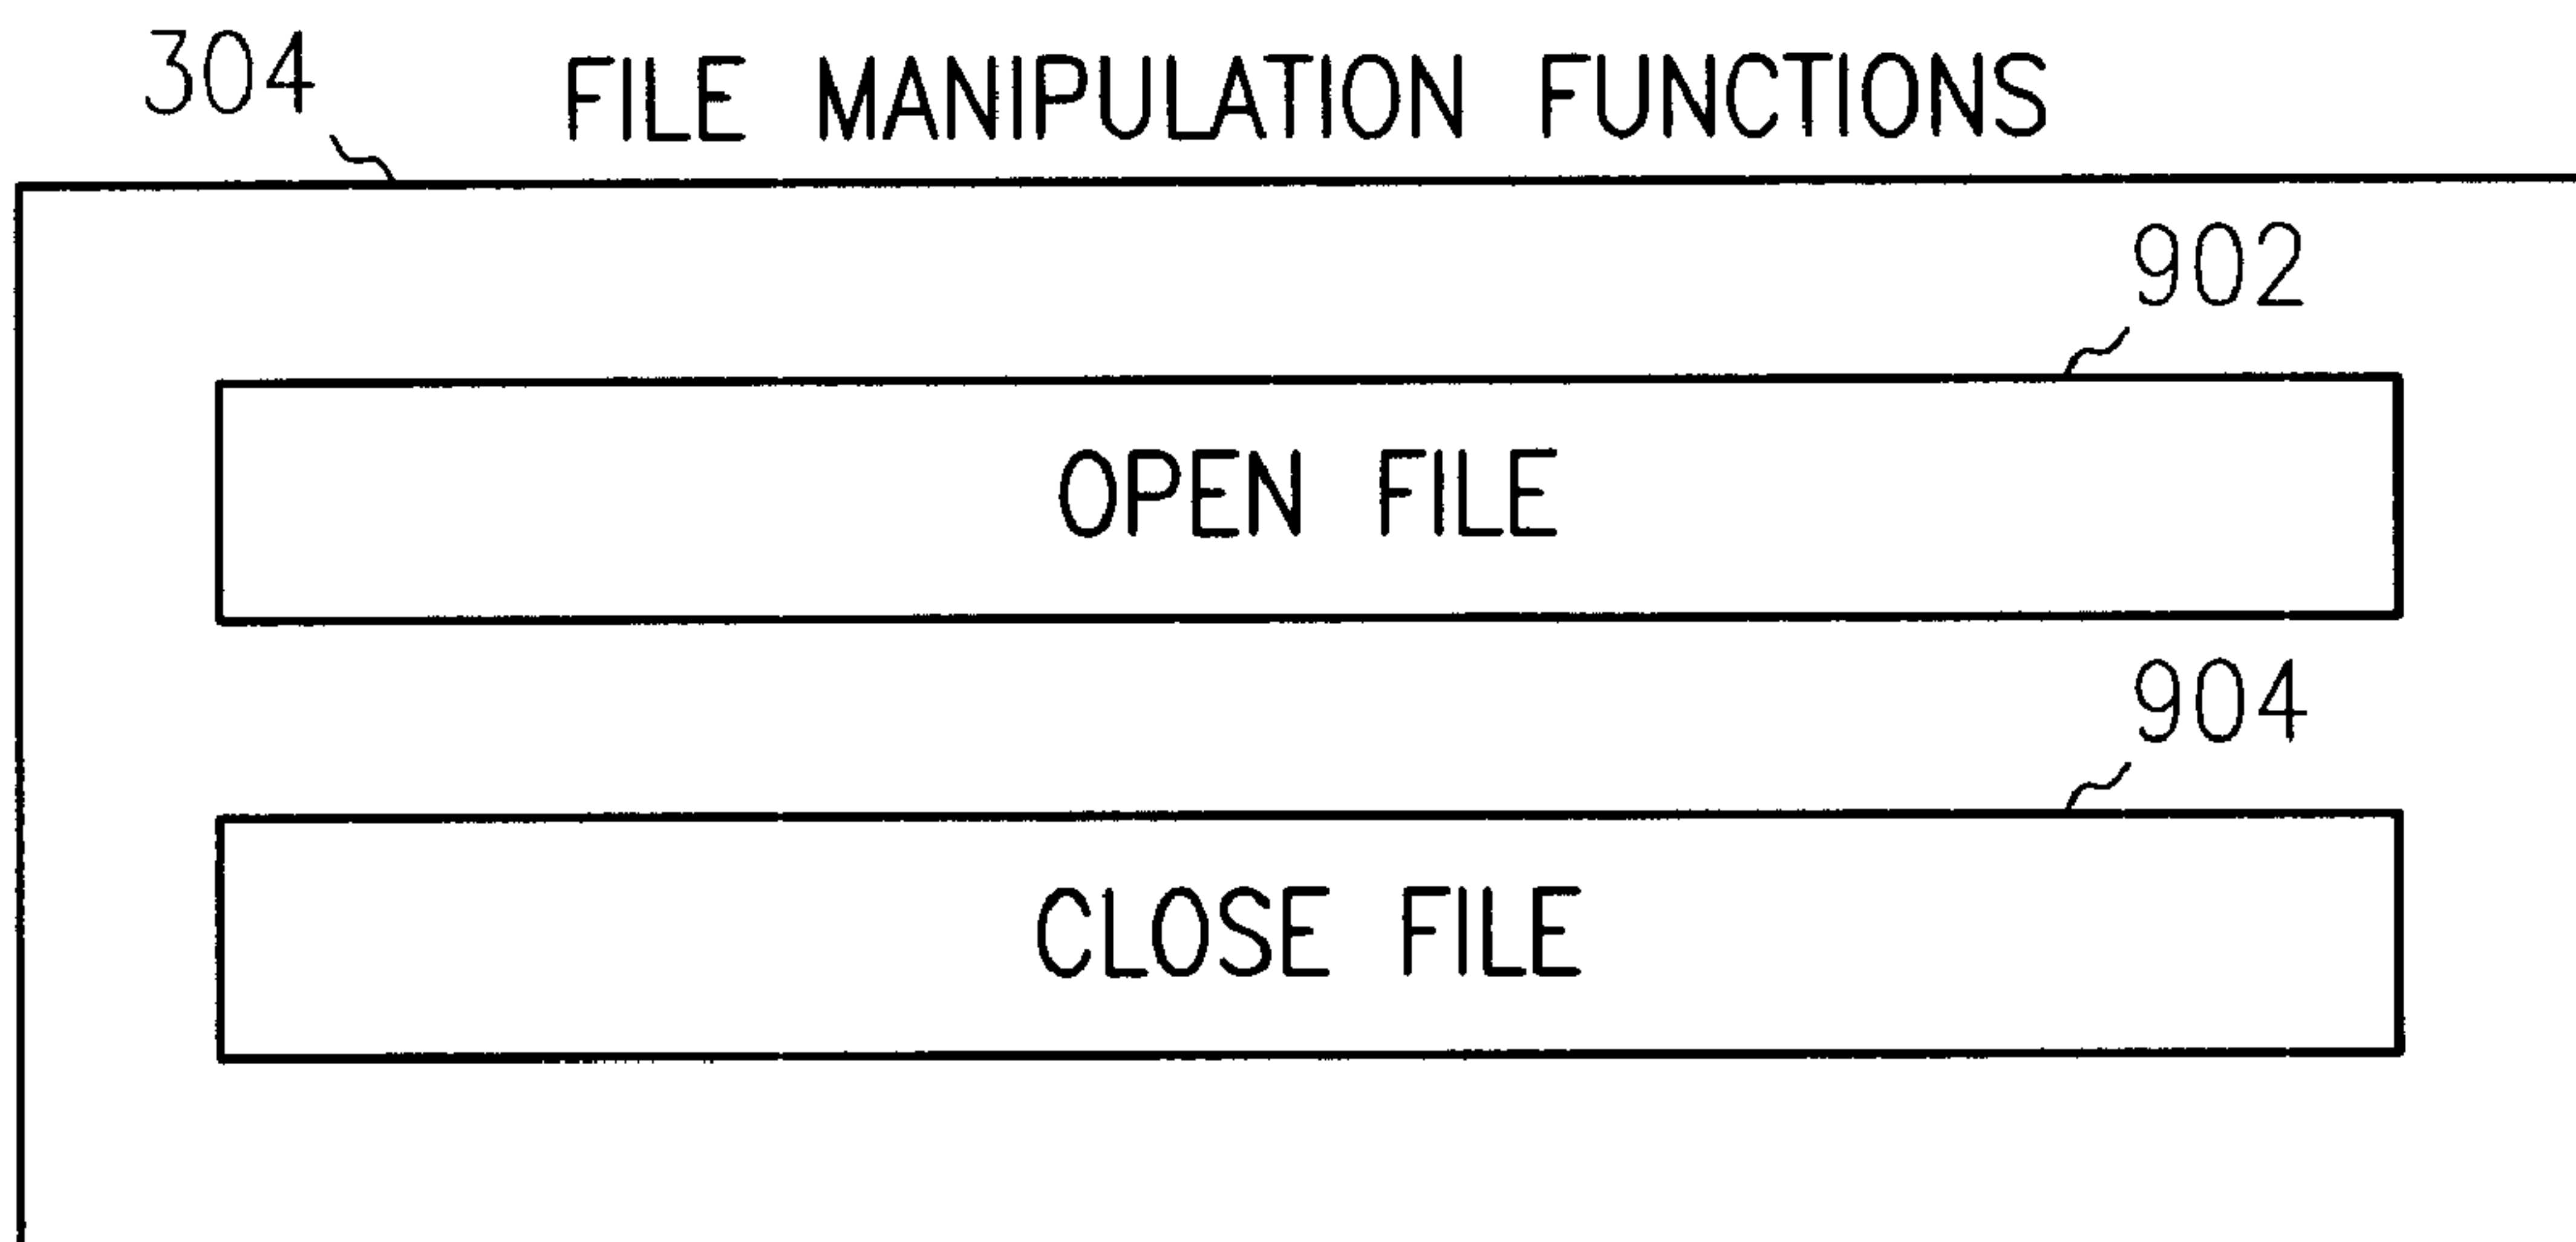 304
FILE MANIPULATION FUNCTIONS
902
OPEN FILE
904
CLOSE FILE